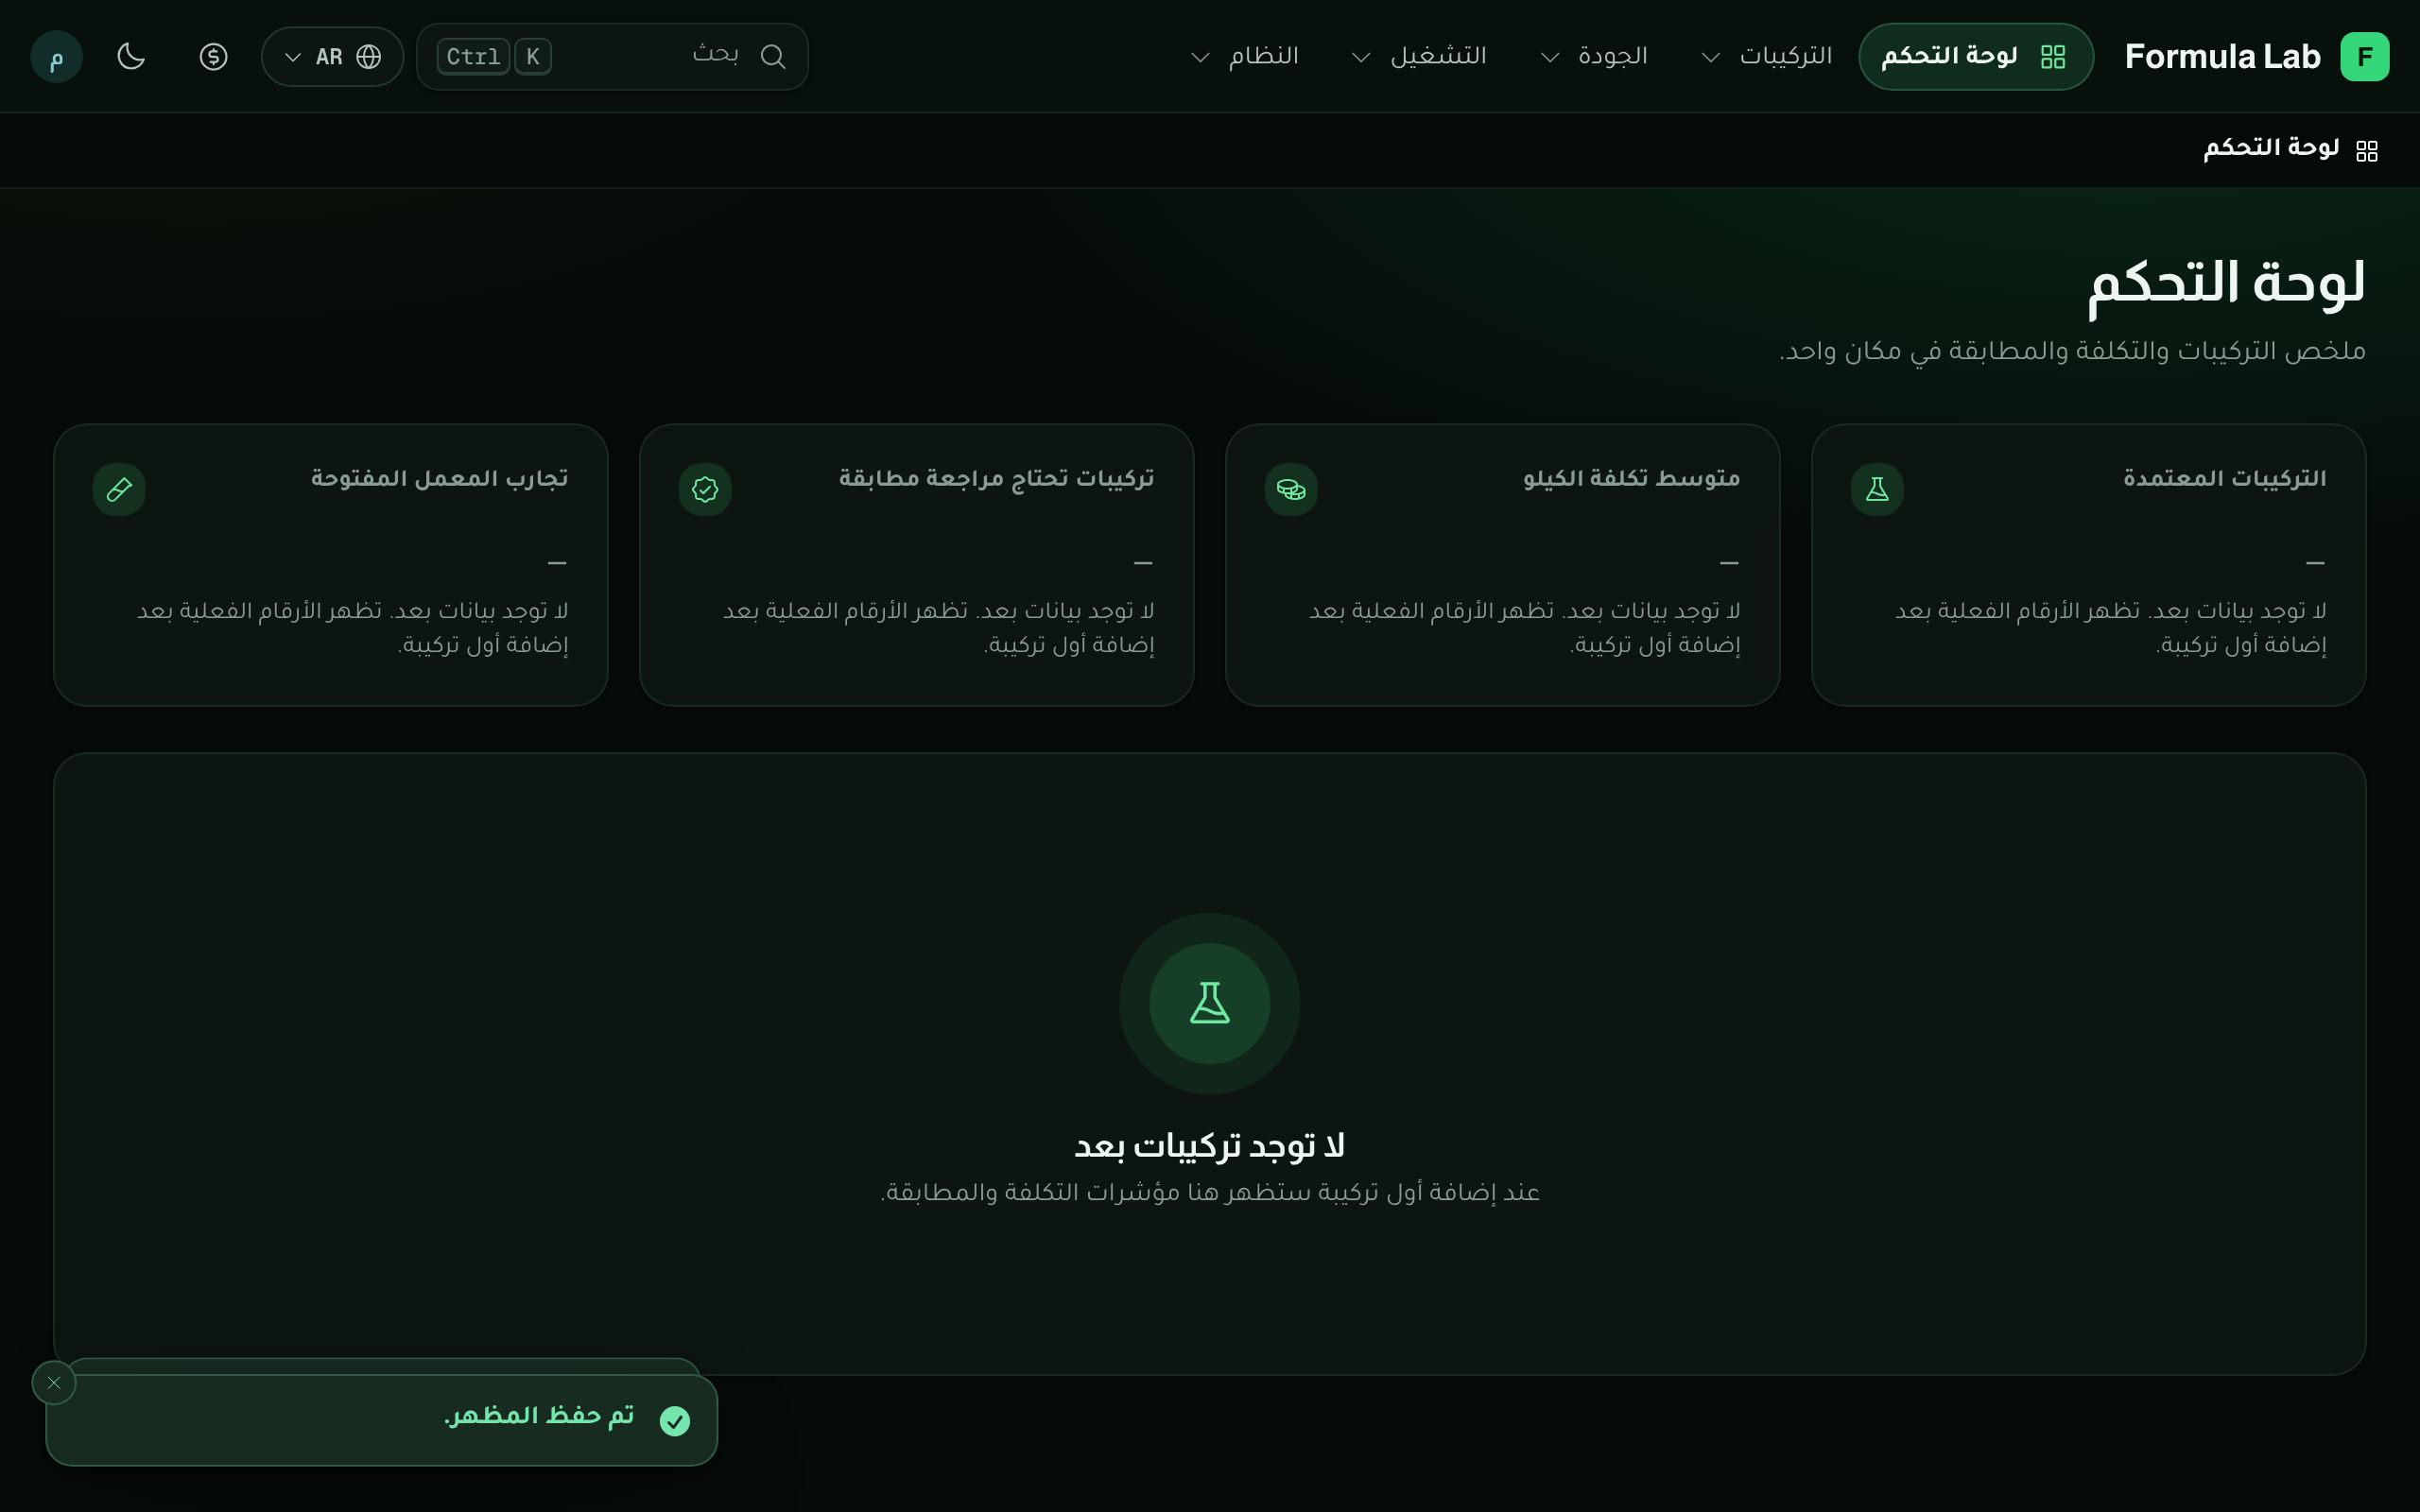 F Formula Lab
لوحة التحكم
التركيبات
الجودة
التشغيل
النظام
بحث
Ctrl K
AR
م
لوحة التحكم
لوحة التحكم
ملخص التركيبات والتكلفة والمطابقة في مكان واحد.
التركيبات المعتمدة
—
لا توجد بيانات بعد. تظهر الأرقام الفعلية بعد
إضافة أول تركيبة.
متوسط تكلفة الكيلو
—
لا توجد بيانات بعد. تظهر الأرقام الفعلية بعد
إضافة أول تركيبة.
تركيبات تحتاج مراجعة مطابقة
—
لا توجد بيانات بعد. تظهر الأرقام الفعلية بعد
إضافة أول تركيبة.
تجارب المعمل المفتوحة
—
لا توجد بيانات بعد. تظهر الأرقام الفعلية بعد
إضافة أول تركيبة.
لا توجد تركيبات بعد
عند إضافة أول تركيبة ستظهر هنا مؤشرات التكلفة والمطابقة.
تم حفظ المظهر.